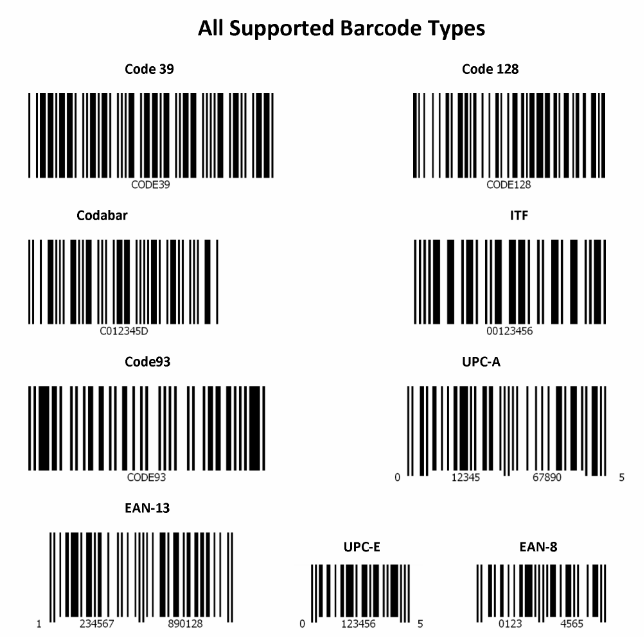 All Supported Barcode Types
Code 39
Code 128
CODE39
CODE128
Codabar
ITF
C012345D
00123456
Code93
UPC-A
CODE93
0 12345 67890 5
EAN-13
UPC-E
EAN-8
1 234567 890128
0 123456 5
0123 4565